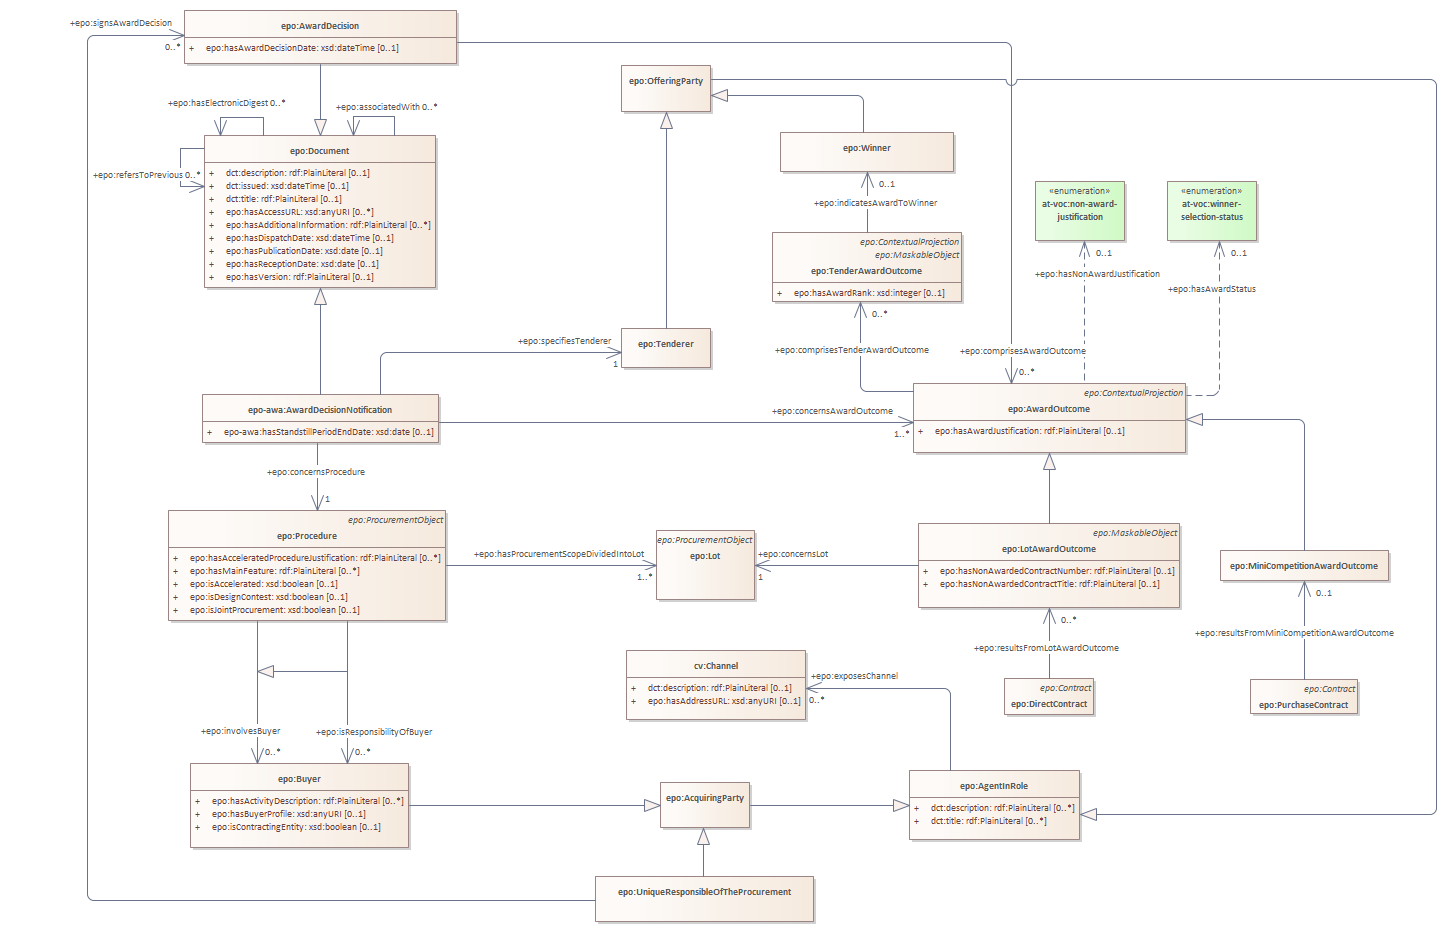 +epo:signsAwardDecision
0..*
epo:AwardDecision
+ epo:hasAwardDecisionDate: xsd:dateTime [0..1]
epo:OfferingParty
+epo:hasElectronicDigest 0..*
+epo:associatedWith 0..*
+epo:refersToPrevious 0..*
epo:Document
+ dct:description: rdf:PlainLiteral [0..1]
+ dct:issued: xsd:dateTime [0..1]
+ dct:title: rdf:PlainLiteral [0..1]
+ epo:hasAccessURL: xsd:anyURI [0..*]
+ epo:hasAdditionalInformation: rdf:PlainLiteral [0..*]
+ epo:hasDispatchDate: xsd:dateTime [0..1]
+ epo:hasPublicationDate: xsd:date [0..1]
+ epo:hasReceptionDate: xsd:date [0..1]
+ epo:hasVersion: rdf:PlainLiteral [0..1]
epo:Winner
0..1
+epo:indicatesAwardToWinner
«enumeration»
at-voc:non-award-
justification
«enumeration»
at-voc:winner-
selection-status
epo:ContextualProjection
epo:MaskableObject
epo:TenderAwardOutcome
+ epo:hasAwardRank: xsd:integer [0..1]
0..1
+epo:hasNonAwardJustification
0..1
+epo:hasAwardStatus
0..*
+epo:comprisesTenderAwardOutcome
+epo:comprisesAwardOutcome
0..*
+epo:specifiesTenderer
1
epo:Tenderer
epo-awa:AwardDecisionNotification
+ epo-awa:hasStandstillPeriodEndDate: xsd:date [0..1]
+epo:concernsAwardOutcome
1..*
epo:ContextualProjection
epo:AwardOutcome
+ epo:hasAwardJustification: rdf:PlainLiteral [0..1]
+epo:concernsProcedure
1
epo:ProcurementObject
epo:Procedure
+ epo:hasAcceleratedProcedureJustification: rdf:PlainLiteral [0..*]
+ epo:hasMainFeature: rdf:PlainLiteral [0..*]
+ epo:isAccelerated: xsd:boolean [0..1]
+ epo:isDesignContest: xsd:boolean [0..1]
+ epo:isJointProcurement: xsd:boolean [0..1]
+epo:hasProcurementScopeDividedIntoLot
1..*
epo:ProcurementObject
epo:Lot
+epo:concernsLot
1
epo:MaskableObject
epo:LotAwardOutcome
+ epo:hasNonAwardedContractNumber: rdf:PlainLiteral [0..1]
+ epo:hasNonAwardedContractTitle: rdf:PlainLiteral [0..1]
epo:MiniCompetitionAwardOutcome
0..1
+epo:resultsFromMiniCompetitionAwardOutcome
0..*
+epo:resultsFromLotAwardOutcome
epo:Contract
epo:DirectContract
epo:Contract
epo:PurchaseContract
cv:Channel
+ dct:description: rdf:PlainLiteral [0..1]
+ epo:hasAddressURL: xsd:anyURI [0..1]
+epo:exposesChannel
0..*
+epo:involvesBuyer
0..*
+epo:isResponsibilityOfBuyer
0..*
epo:Buyer
+ epo:hasActivityDescription: rdf:PlainLiteral [0..*]
+ epo:hasBuyerProfile: xsd:anyURI [0..1]
+ epo:isContractingEntity: xsd:boolean [0..1]
epo:AcquiringParty
epo:AgentInRole
+ dct:description: rdf:PlainLiteral [0..*]
+ dct:title: rdf:PlainLiteral [0..*]
epo:UniqueResponsibleOfTheProcurement